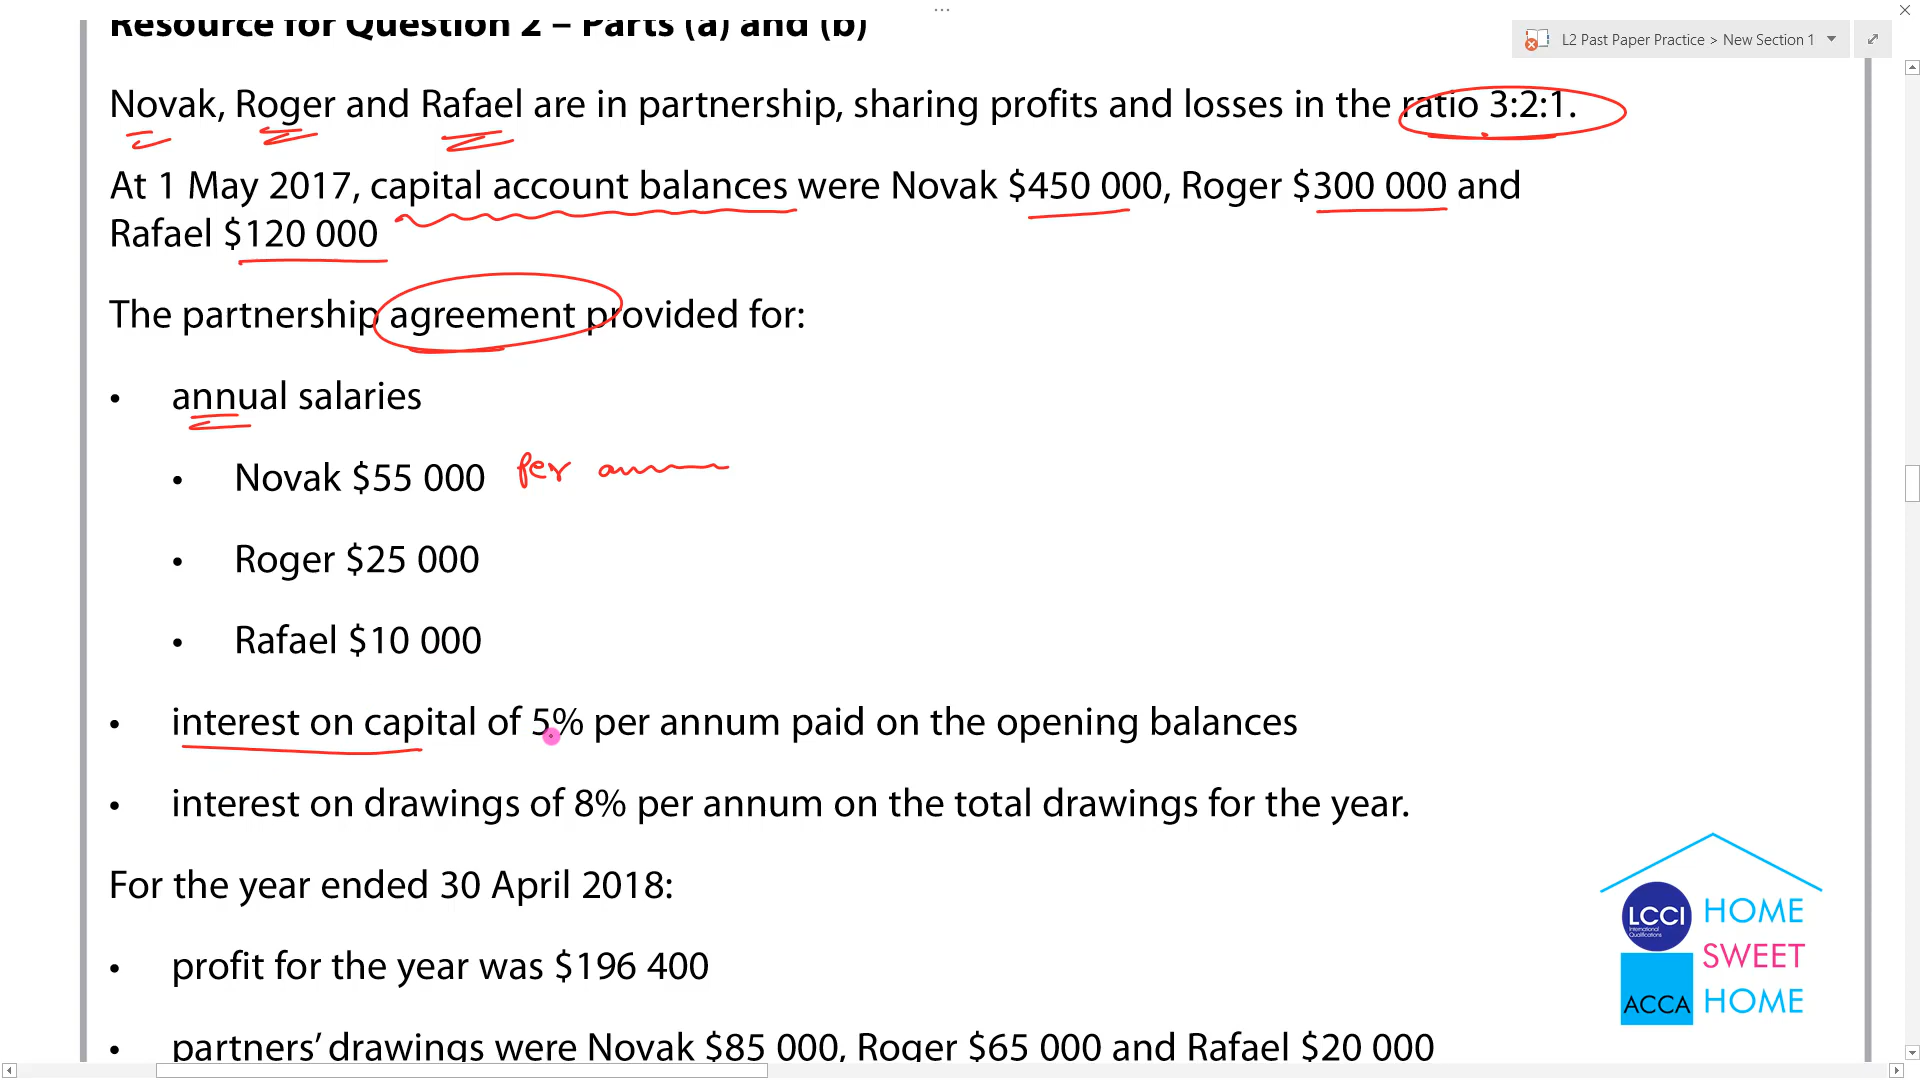 Resource for Question 2 – Parts (a) and (b)
L2 Past Paper Practice > New Section 1
Novak, Roger and Rafael are in partnership, sharing profits and losses in the ratio 3:2:1.
At 1 May 2017, capital account balances were Novak $450 000, Roger $300 000 and
Rafael $120 000
The partnership agreement provided for:
• annual salaries
• Novak $55 000 per annum
• Roger $25 000
• Rafael $10 000
• interest on capital of 5% per annum paid on the opening balances
• interest on drawings of 8% per annum on the total drawings for the year.
For the year ended 30 April 2018:
• profit for the year was $196 400
• partners’ drawings were Novak $85 000, Roger $65 000 and Rafael $20 000
LCCI
International
Qualifications
HOME
SWEET
ACCA HOME